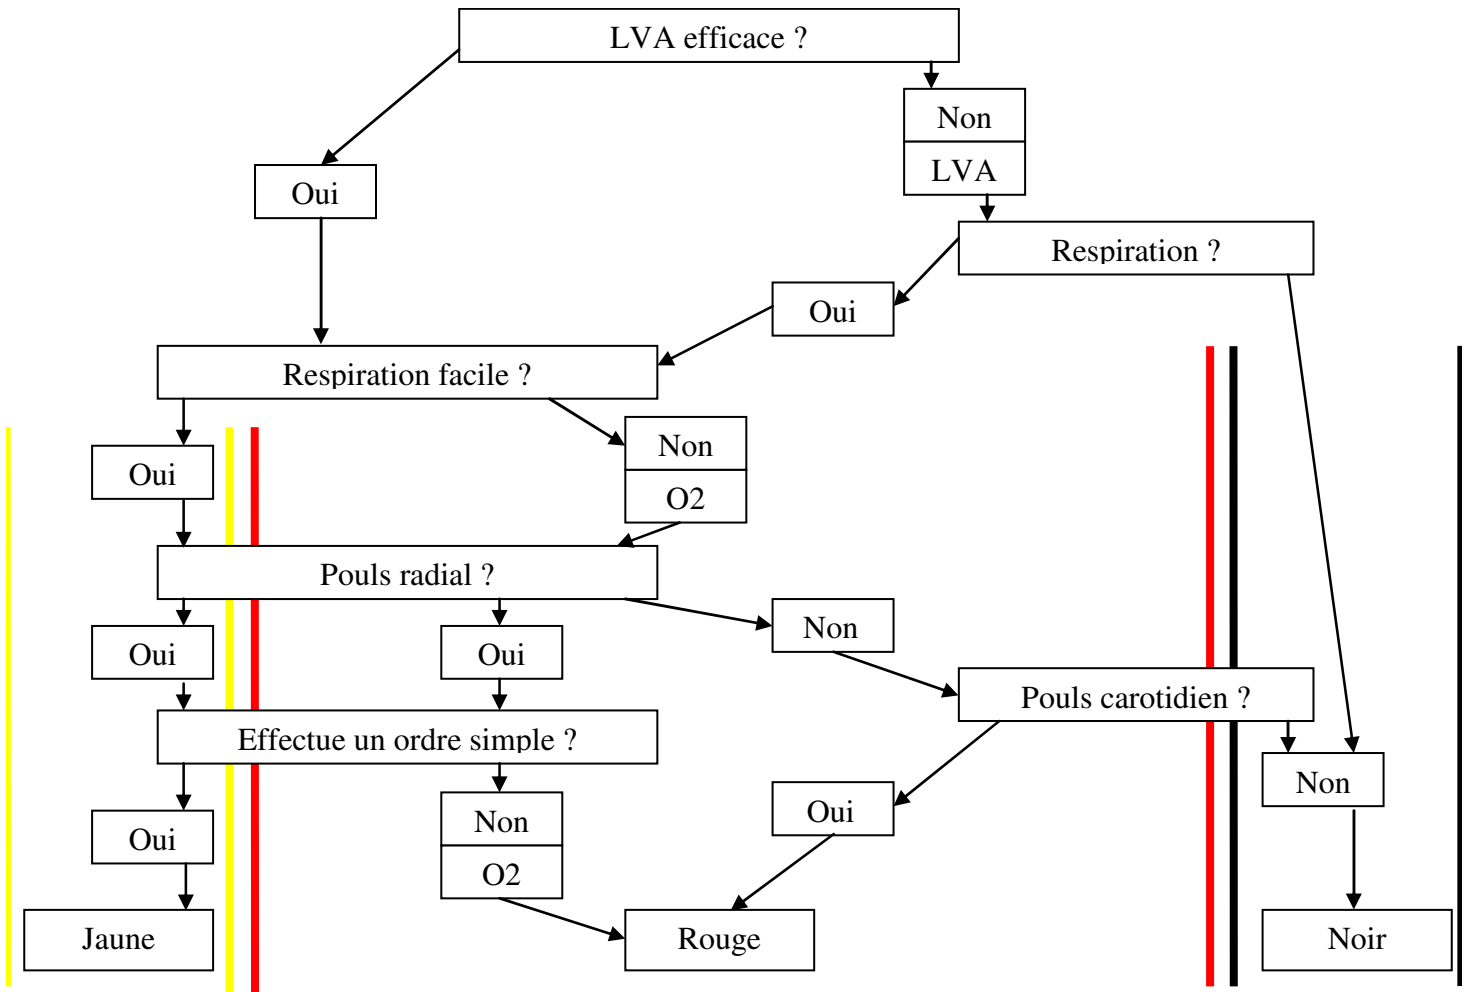 LVA efficace ?
Non
LVA
Oui
Respiration ?
Oui
Respiration facile ?
Non
Oui
O2
Pouls radial ?
Non
Oui
Oui
Pouls carotidien ?
Effectue un ordre simple ?
Non
Oui
Non
Oui
O2
Jaune
Rouge
Noir